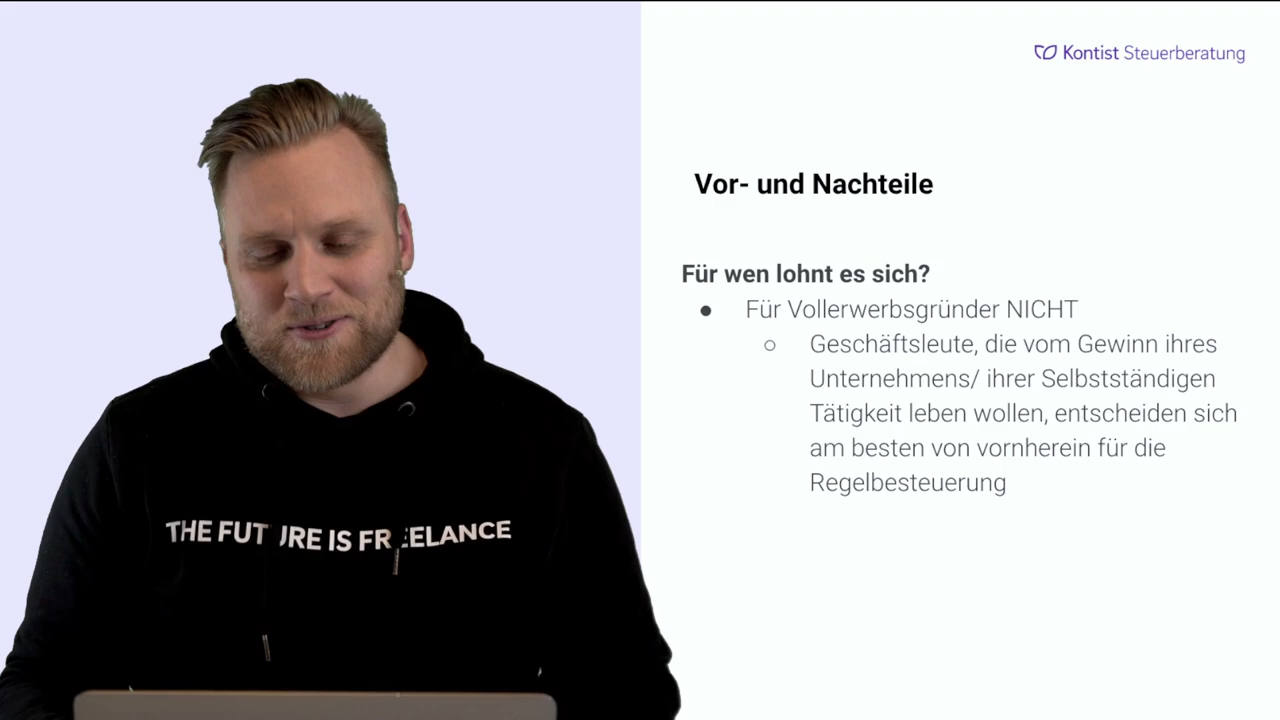 Kontist Steuerberatung
Vor- und Nachteile
Für wen lohnt es sich?
● Für Vollerwerbsgründer NICHT
○ Geschäftsleute, die vom Gewinn ihres
Unternehmens/ ihrer Selbstständigen
Tätigkeit leben wollen, entscheiden sich
am besten von vornherein für die
Regelbesteuerung
THE FUTURE IS FREELANCE